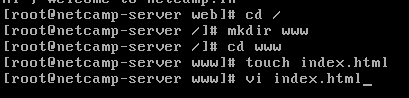 [root@netcamp-server web]# cd /
[root@netcamp-server /]# mkdir www
[root@netcamp-server /]# cd www
[root@netcamp-server www]# touch index.html
[root@netcamp-server www]# vi index.html_